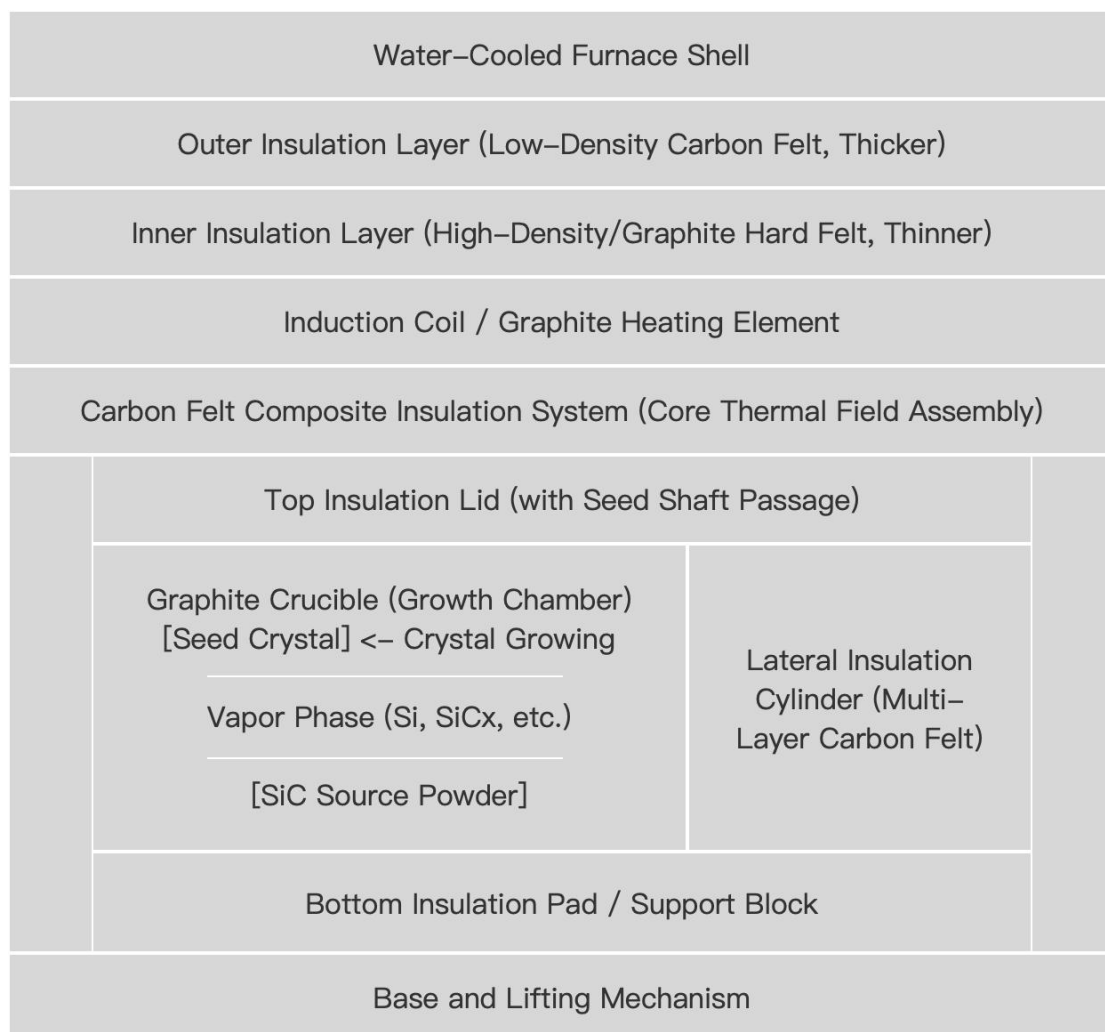 Water-Cooled Furnace Shell
Outer Insulation Layer (Low-Density Carbon Felt, Thicker)
Inner Insulation Layer (High-Density/Graphite Hard Felt, Thinner)
Induction Coil / Graphite Heating Element
Carbon Felt Composite Insulation System (Core Thermal Field Assembly)
Top Insulation Lid (with Seed Shaft Passage)
Graphite Crucible (Growth Chamber)
[Seed Crystal] <- Crystal Growing
Vapor Phase (Si, SiCx, etc.)
[SiC Source Powder]
Lateral Insulation
Cylinder (Multi-
Layer Carbon Felt)
Bottom Insulation Pad / Support Block
Base and Lifting Mechanism